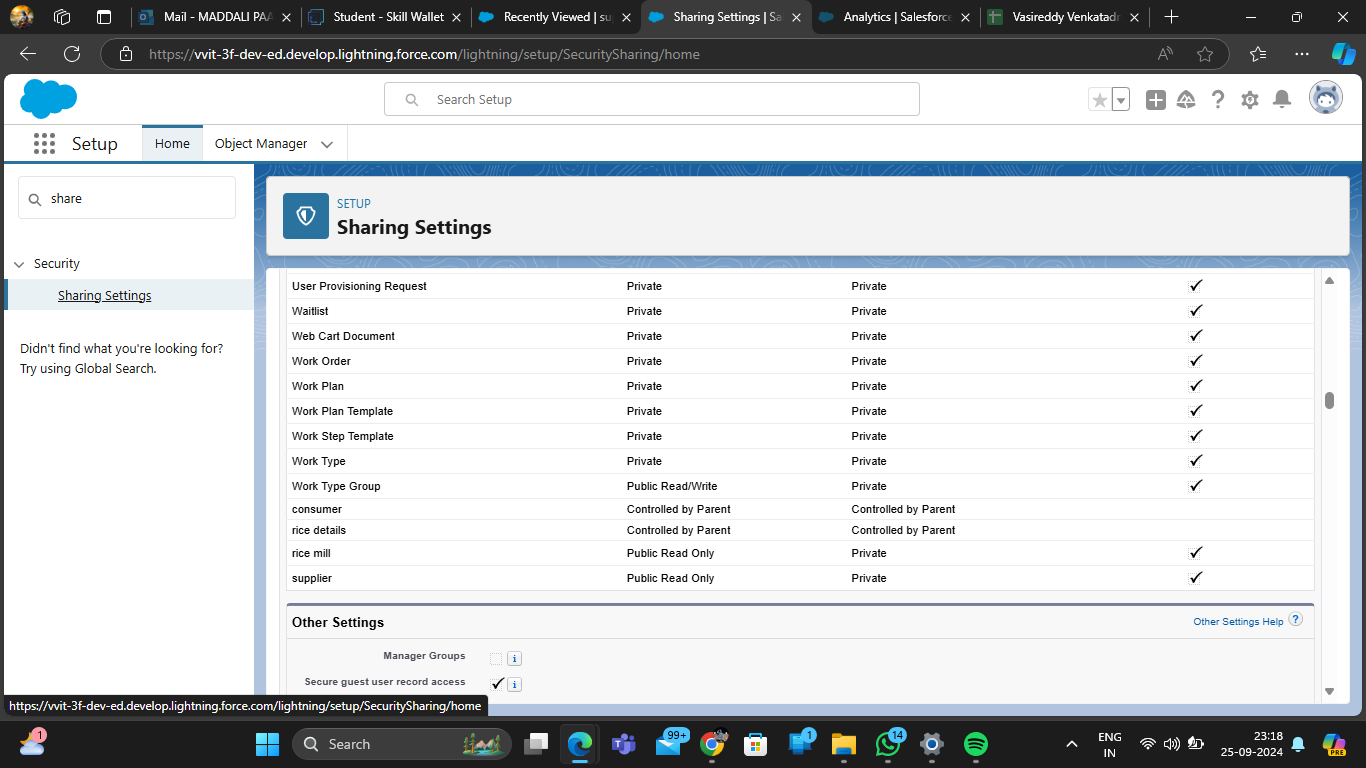 Mail - MADDALI PAA
Student - Skill Wallet
Recently Viewed | su
Sharing Settings | Sa
Analytics | Salesforce
Vasireddy Venkatadr
https://vvit-3f-dev-ed.develop.lightning.force.com/lightning/setup/SecuritySharing/home
Search Setup
Setup
Home
Object Manager
share
Security
Sharing Settings
Didn't find what you're looking for?
Try using Global Search.
SETUP
Sharing Settings
User Provisioning Request Private Private
Waitlist Private Private
Web Cart Document Private Private
Work Order Private Private
Work Plan Private Private
Work Plan Template Private Private
Work Step Template Private Private
Work Type Private Private
Work Type Group Public Read/Write Private
consumer Controlled by Parent Controlled by Parent
rice details Controlled by Parent Controlled by Parent
rice mill Public Read Only Private
supplier Public Read Only Private
Other Settings
Other Settings Help ?
Manager Groups i
Secure guest user record access i
https://vvit-3f-dev-ed.develop.lightning.force.com/lightning/setup/SecuritySharing/home
1
Search
99+
1
14
ENG
IN
23:18
25-09-2024
PRE